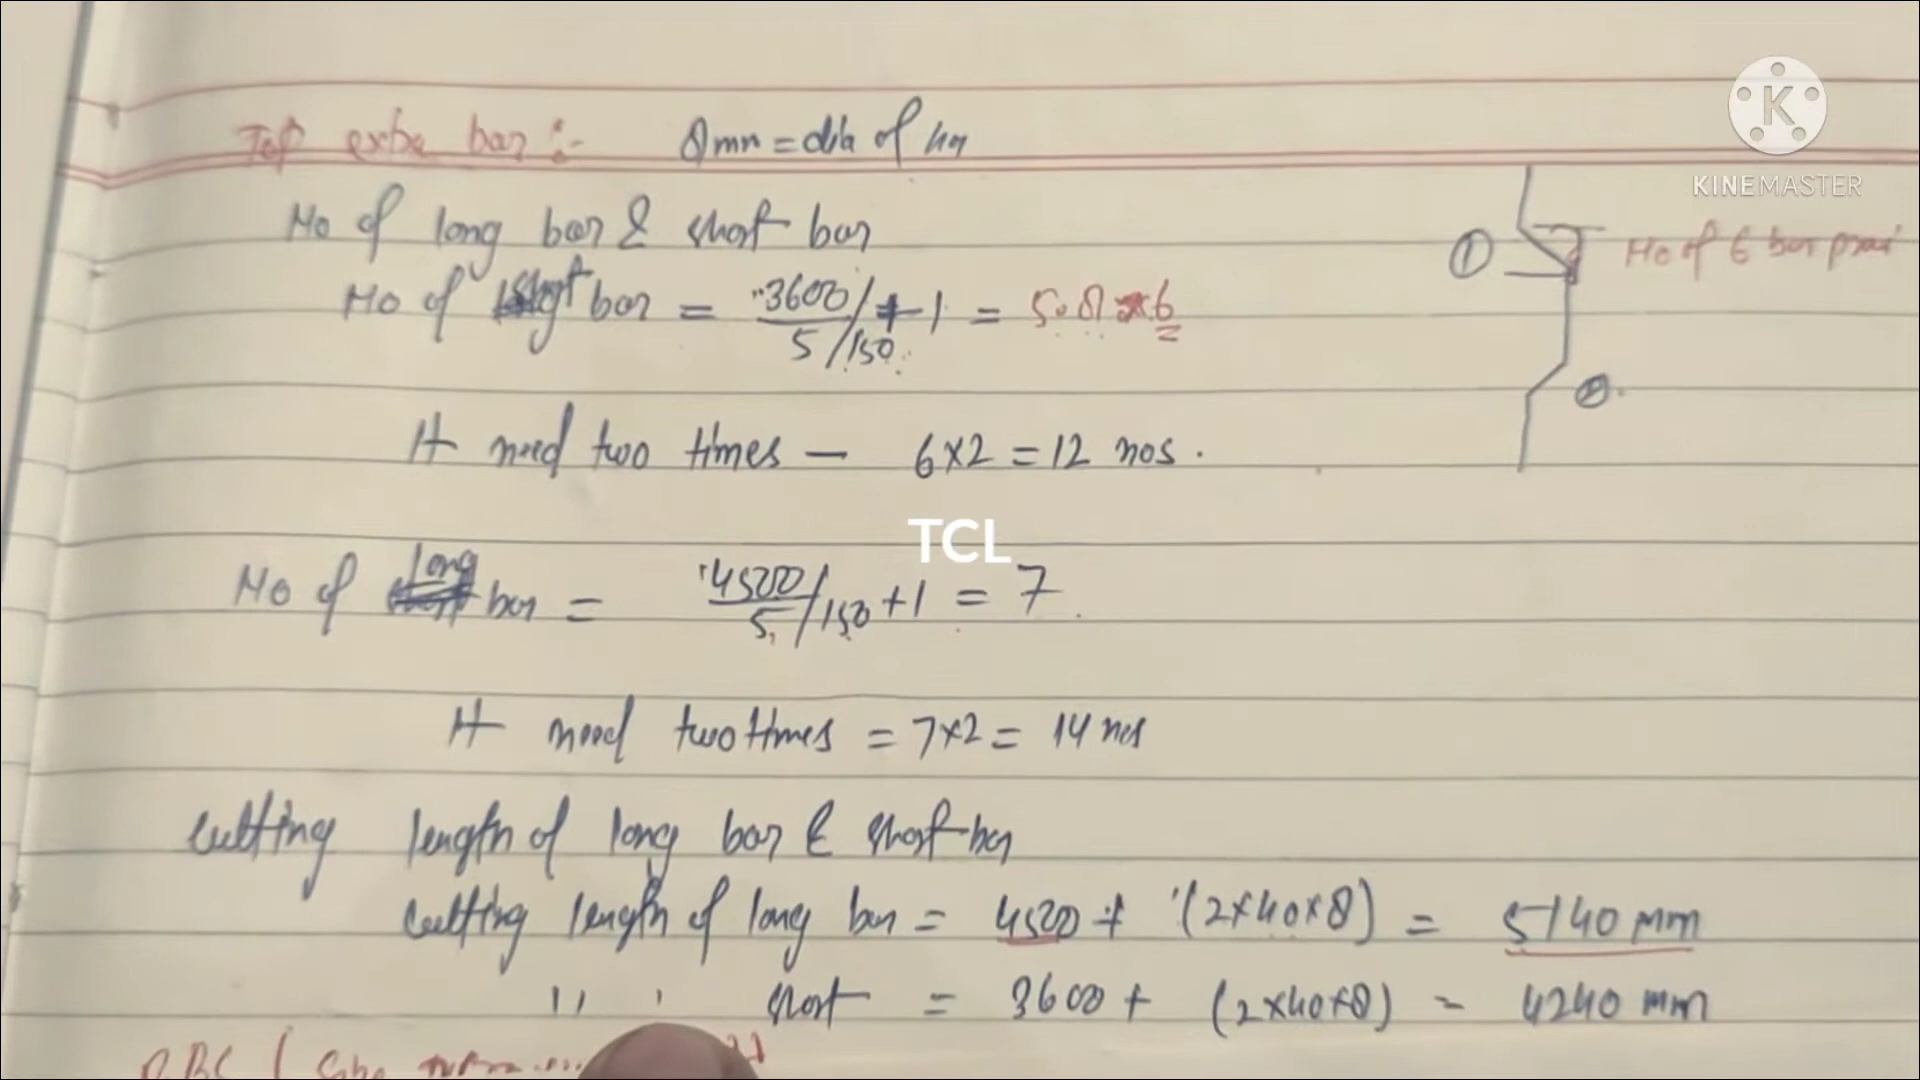 Top extra bar :- 8mm = dia of bar
KINEMASTER
No of long bar & short bar
① No of 6 bar
No of short bar = 3600/5/150 + 1 = 5.8 ≈ 6
②
It need two times — 6×2 = 12 nos.
TCL
No of long bar = 4500/5/150 + 1 = 7
It need two times = 7×2 = 14 nos
Cutting length of long bar & short bar
Cutting length of long bar = 4500 + (2×40×8) = 5140 mm
" " short = 3600 + (2×40×8) = 4240 mm